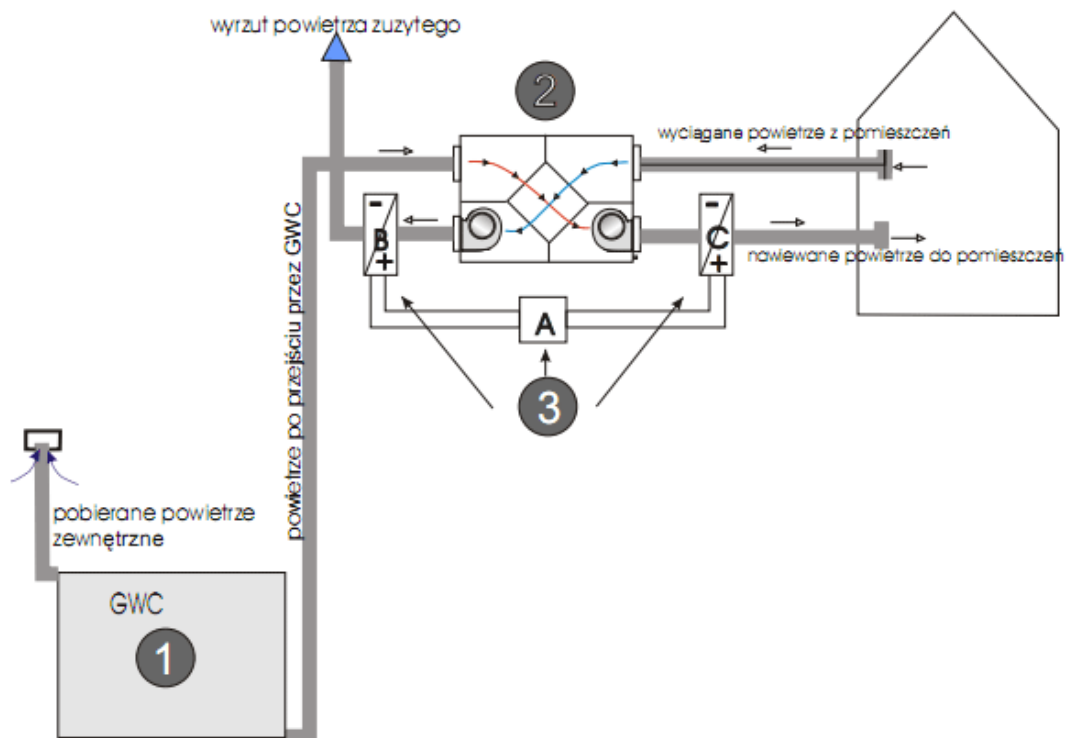 wyrzut powietrza zużytego
2
wyciągane powietrze z pomieszczeń
-
B
+
-
C
+
nawiewane powietrze do pomieszczeń
A
3
powietrze po przejściu przez GWC
pobierane powietrze
zewnętrzne
GWC
1